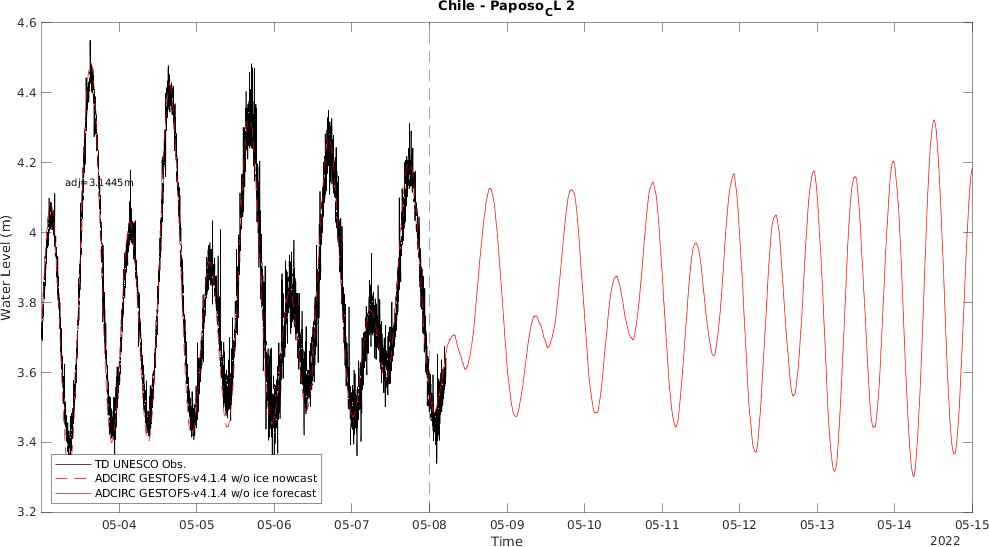 Chile - Paposo_CL 2
Water Level (m)
4.6
4.4
4.2
4
3.8
3.6
3.4
3.2
adj=3.1445m
TD UNESCO Obs.
ADCIRC GESTOFS-v4.1.4 w/o ice nowcast
ADCIRC GESTOFS-v4.1.4 w/o ice forecast
05-04 05-05 05-06 05-07 05-08 05-09 05-10 05-11 05-12 05-13 05-14 05-15
Time
2022